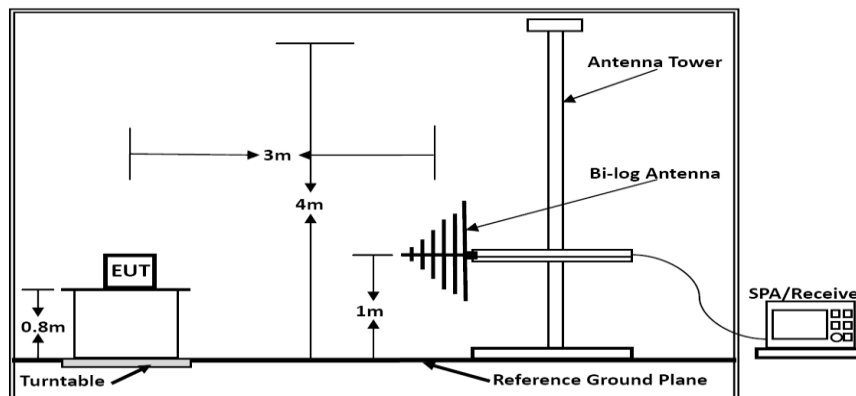 Antenna Tower
3m
Bi-log Antenna
4m
EUT
1m
0.8m
SPA/Receive
Turntable
Reference Ground Plane